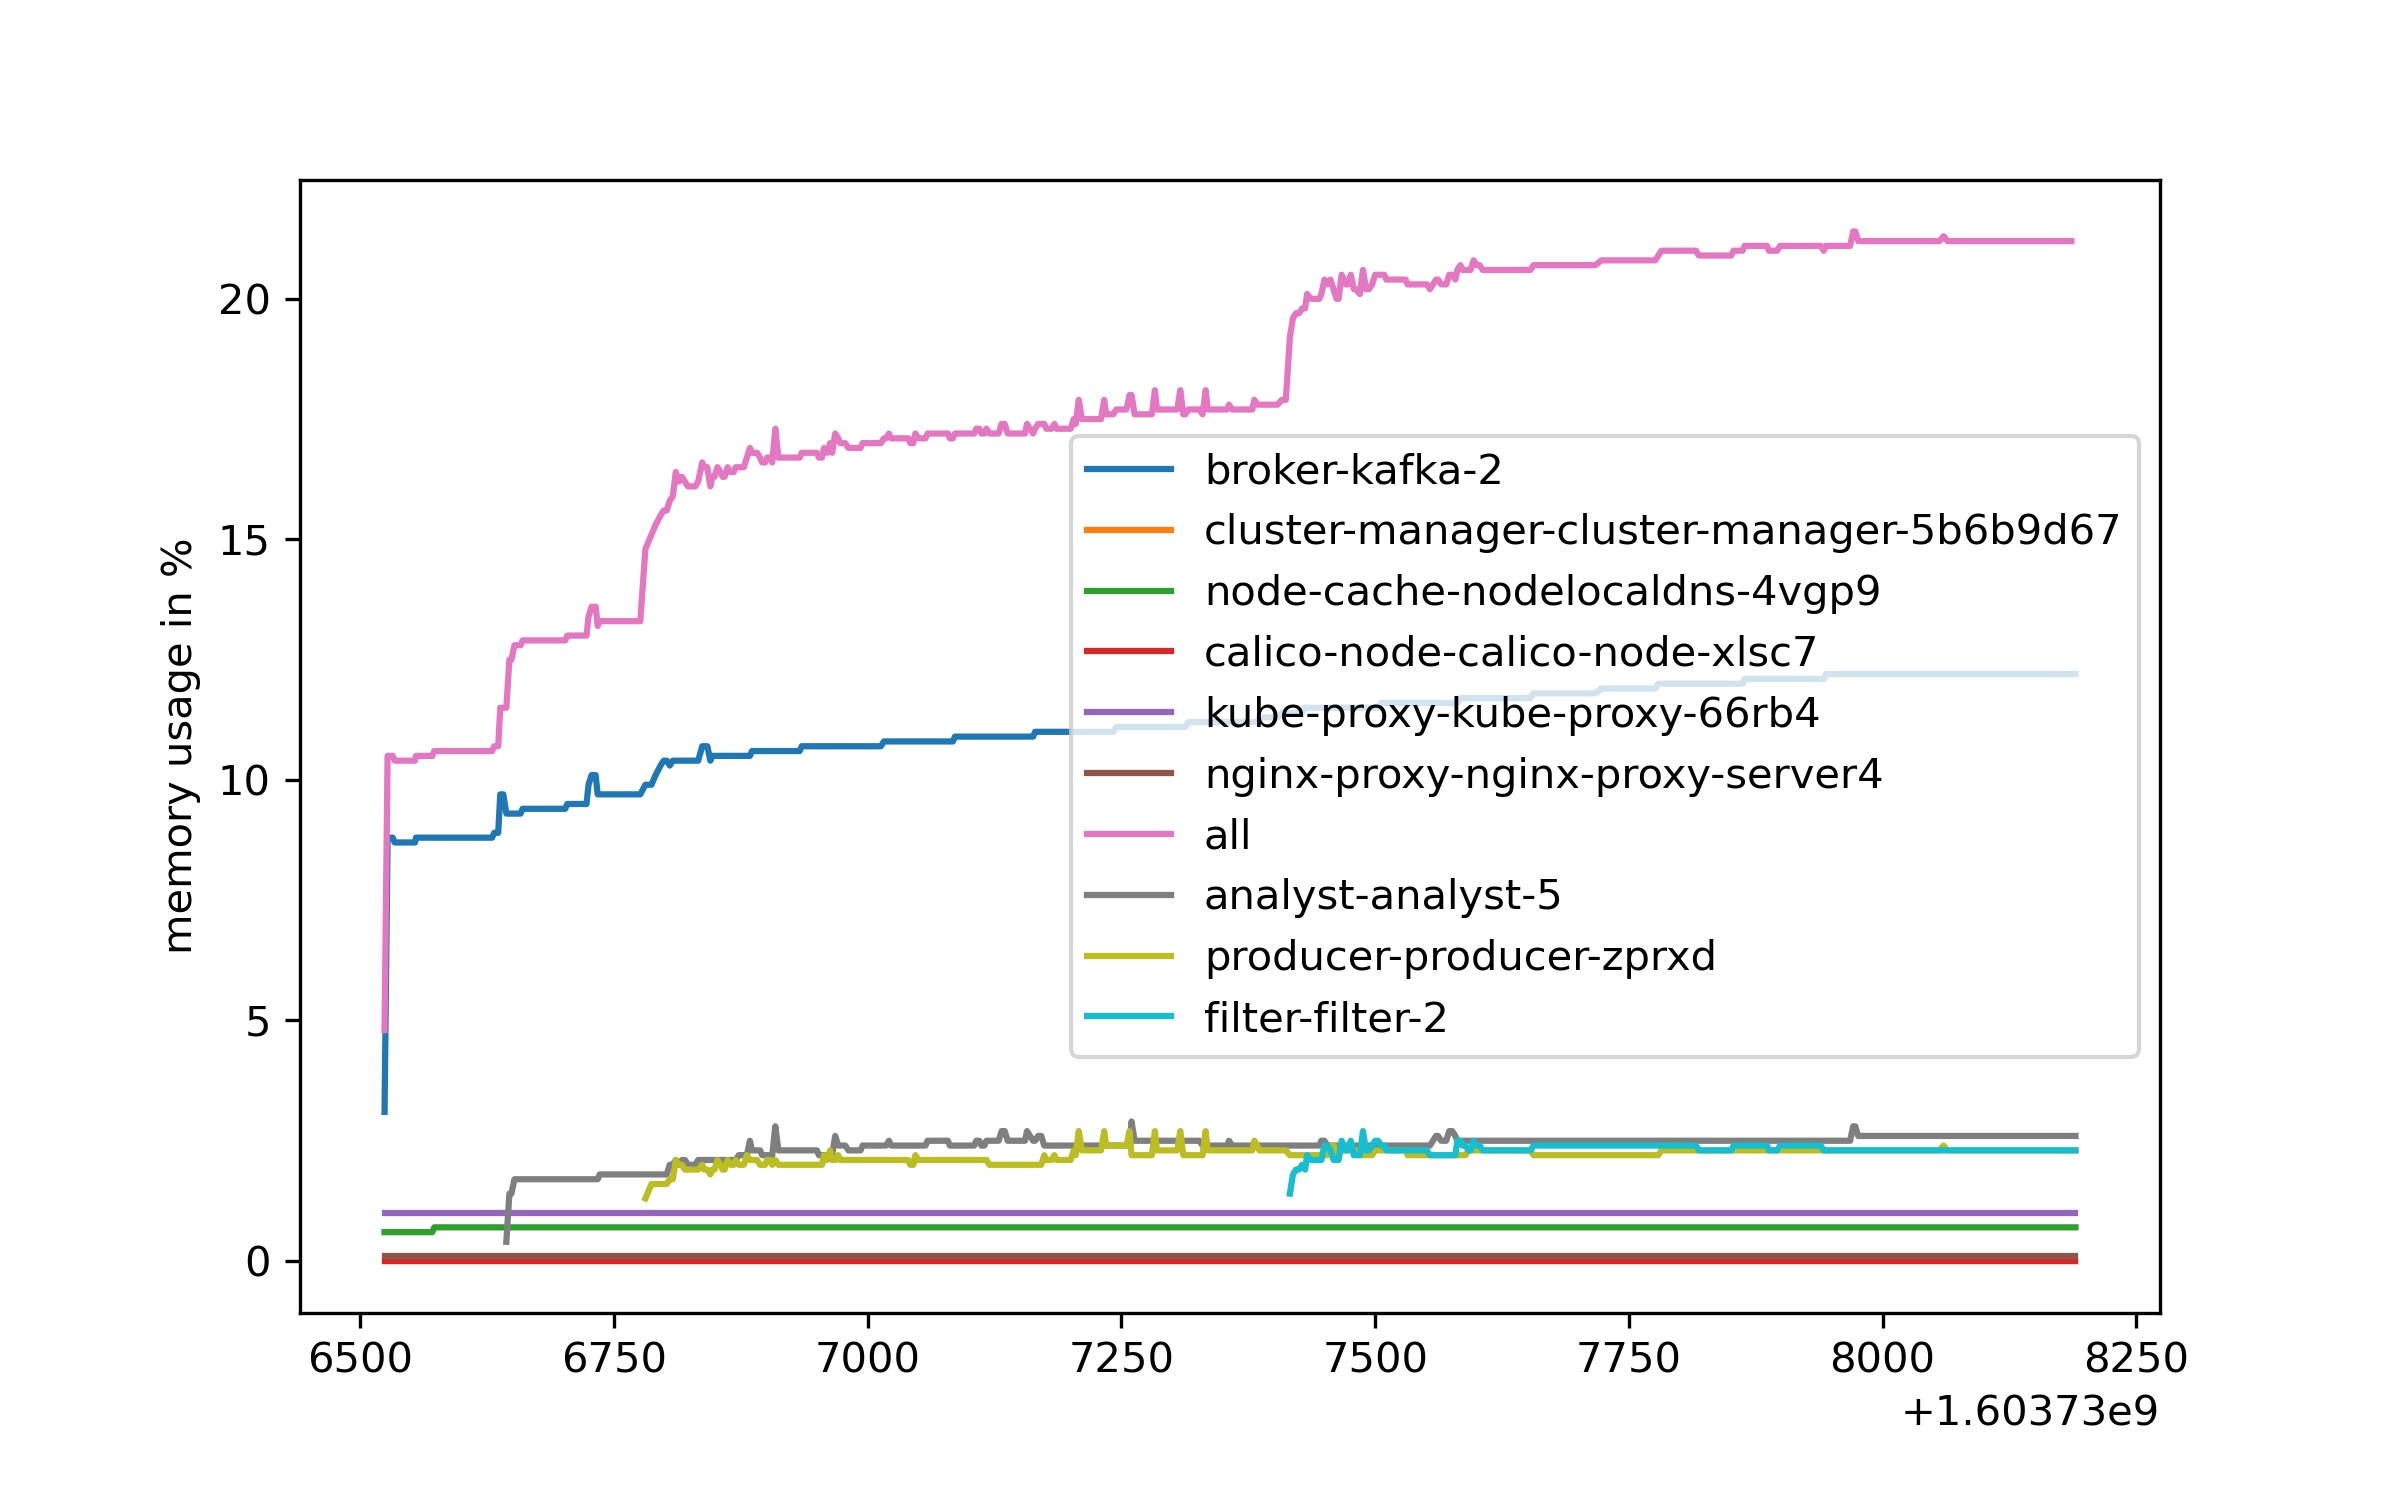 memory usage in %
20
15
10
5
0
broker-kafka-2
cluster-manager-cluster-manager-5b6b9d67
node-cache-nodelocaldns-4vgp9
calico-node-calico-node-xlsc7
kube-proxy-kube-proxy-66rb4
nginx-proxy-nginx-proxy-server4
all
analyst-analyst-5
producer-producer-zprxd
filter-filter-2
6500 6750 7000 7250 7500 7750 8000 8250
+1.60373e9